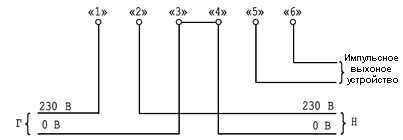 «1» «2» «3» «4» «5» «6»
Импульсное
выхоное
устройство
230 В 230 В
Г Н
0 В 0 В